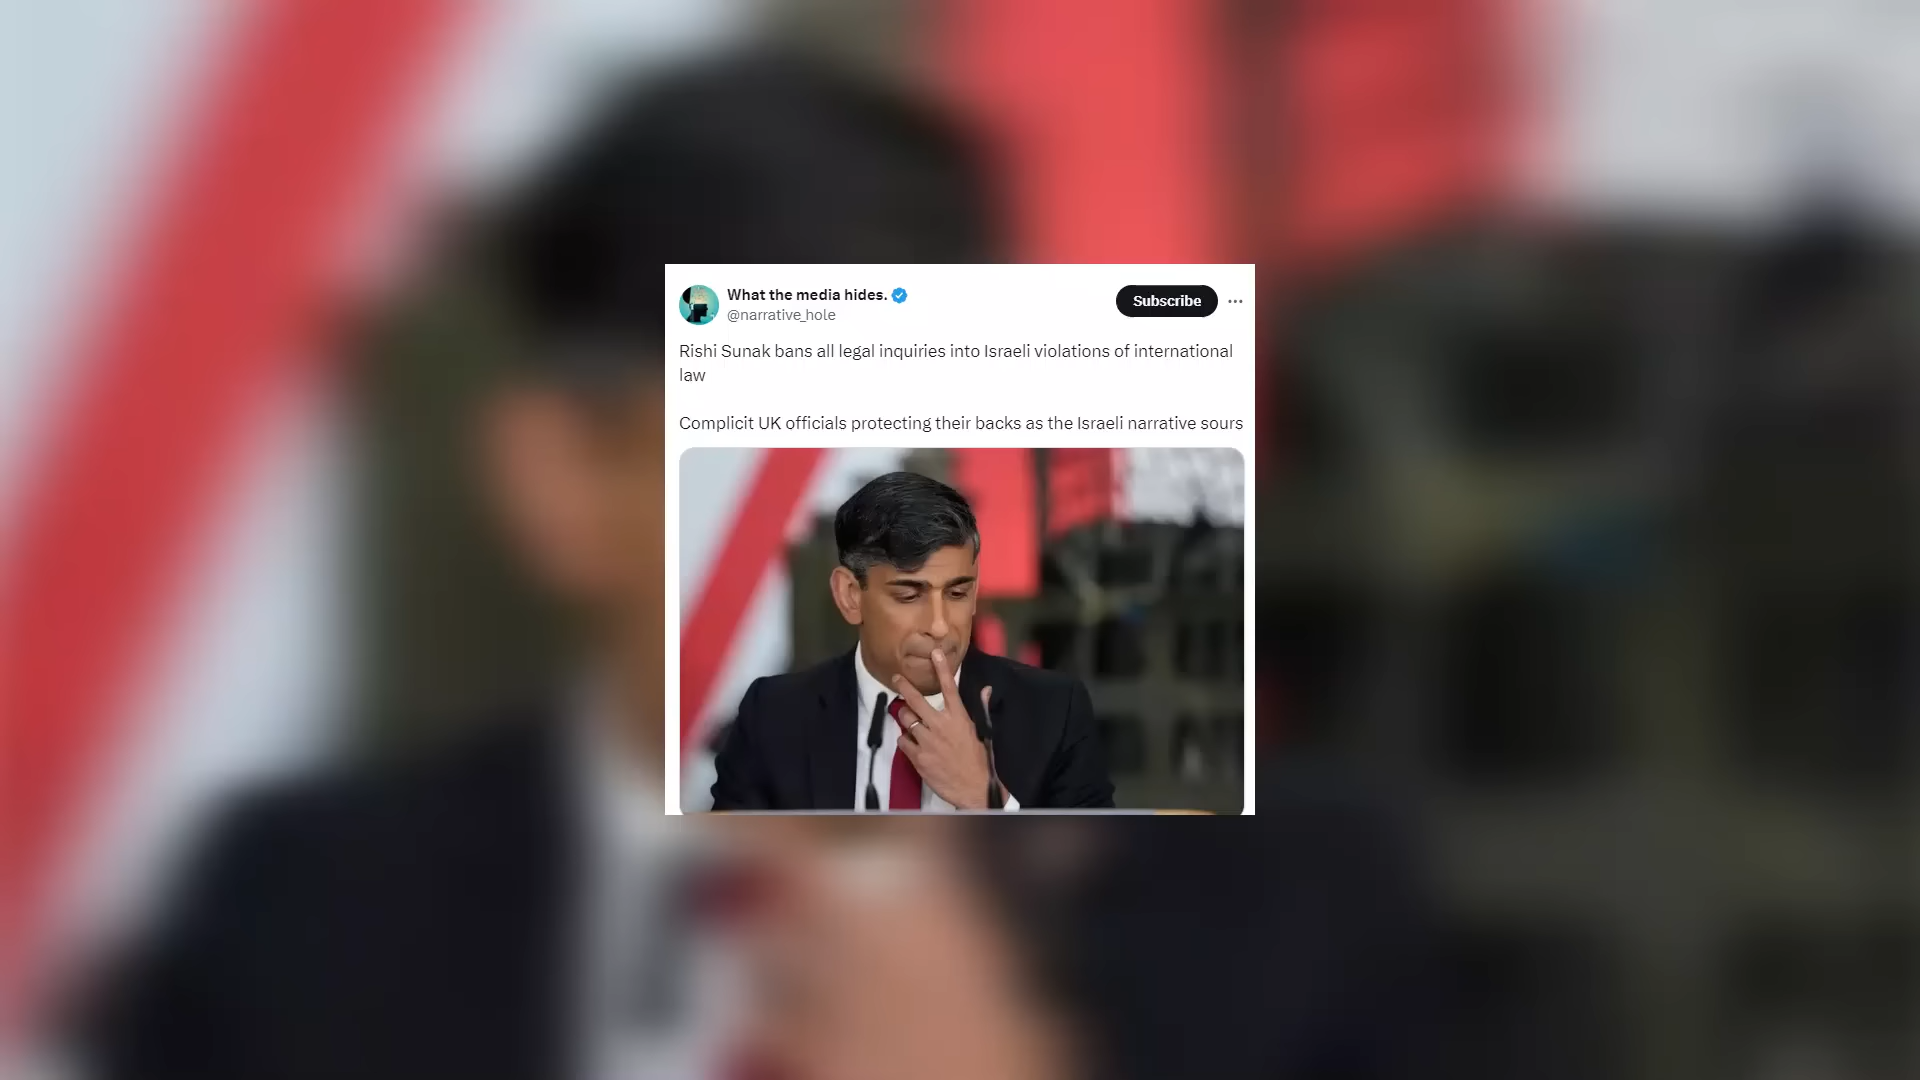 What the media hides.
@narrative_hole
Subscribe
Rishi Sunak bans all legal inquiries into Israeli violations of international
law
Complicit UK officials protecting their backs as the Israeli narrative sours